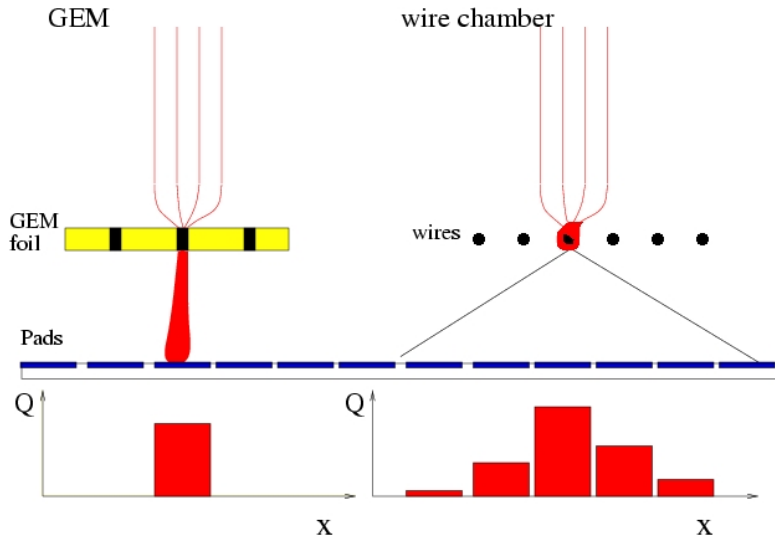 GEM
wire chamber
GEM
foil
wires
Pads
Q
Q
x
x